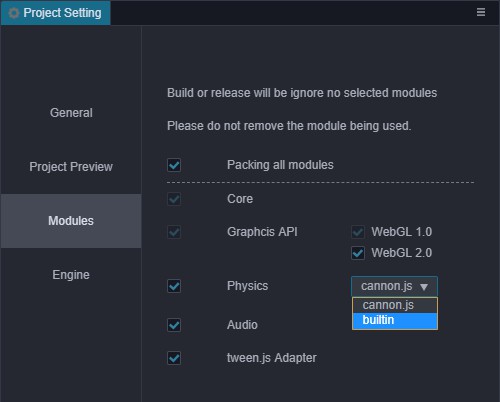 Project Setting
Build or release will be ignore no selected modules
General
Please do not remove the module being used.
Project Preview
Packing all modules
Core
Modules
Graphcis API
WebGL 1.0
WebGL 2.0
Engine
Physics
cannon.js
cannon.js
builtin
Audio
tween.js Adapter